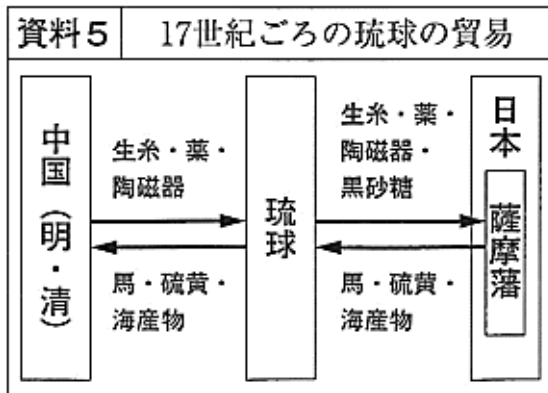 資料5 17世紀ごろの琉球の貿易
中国(明・清)
生糸・薬・
陶磁器
馬・硫黄・
海産物
琉球
生糸・薬・
陶磁器・
黒砂糖
馬・硫黄・
海産物
日本
薩摩藩